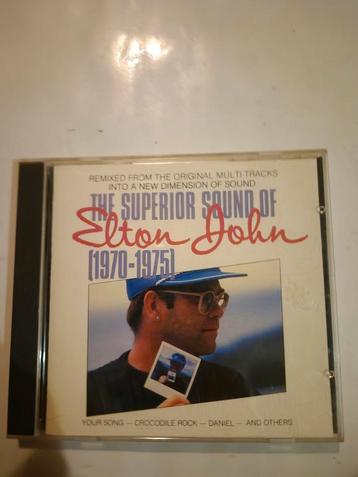 REMIXED FROM THE ORIGINAL MULTI-TRACKS
INTO A NEW DIMENSION OF SOUND
THE SUPERIOR SOUND OF
Elton John
(1970-1975)
YOUR SONG — CROCODILE ROCK — DANIEL — AND OTHERS